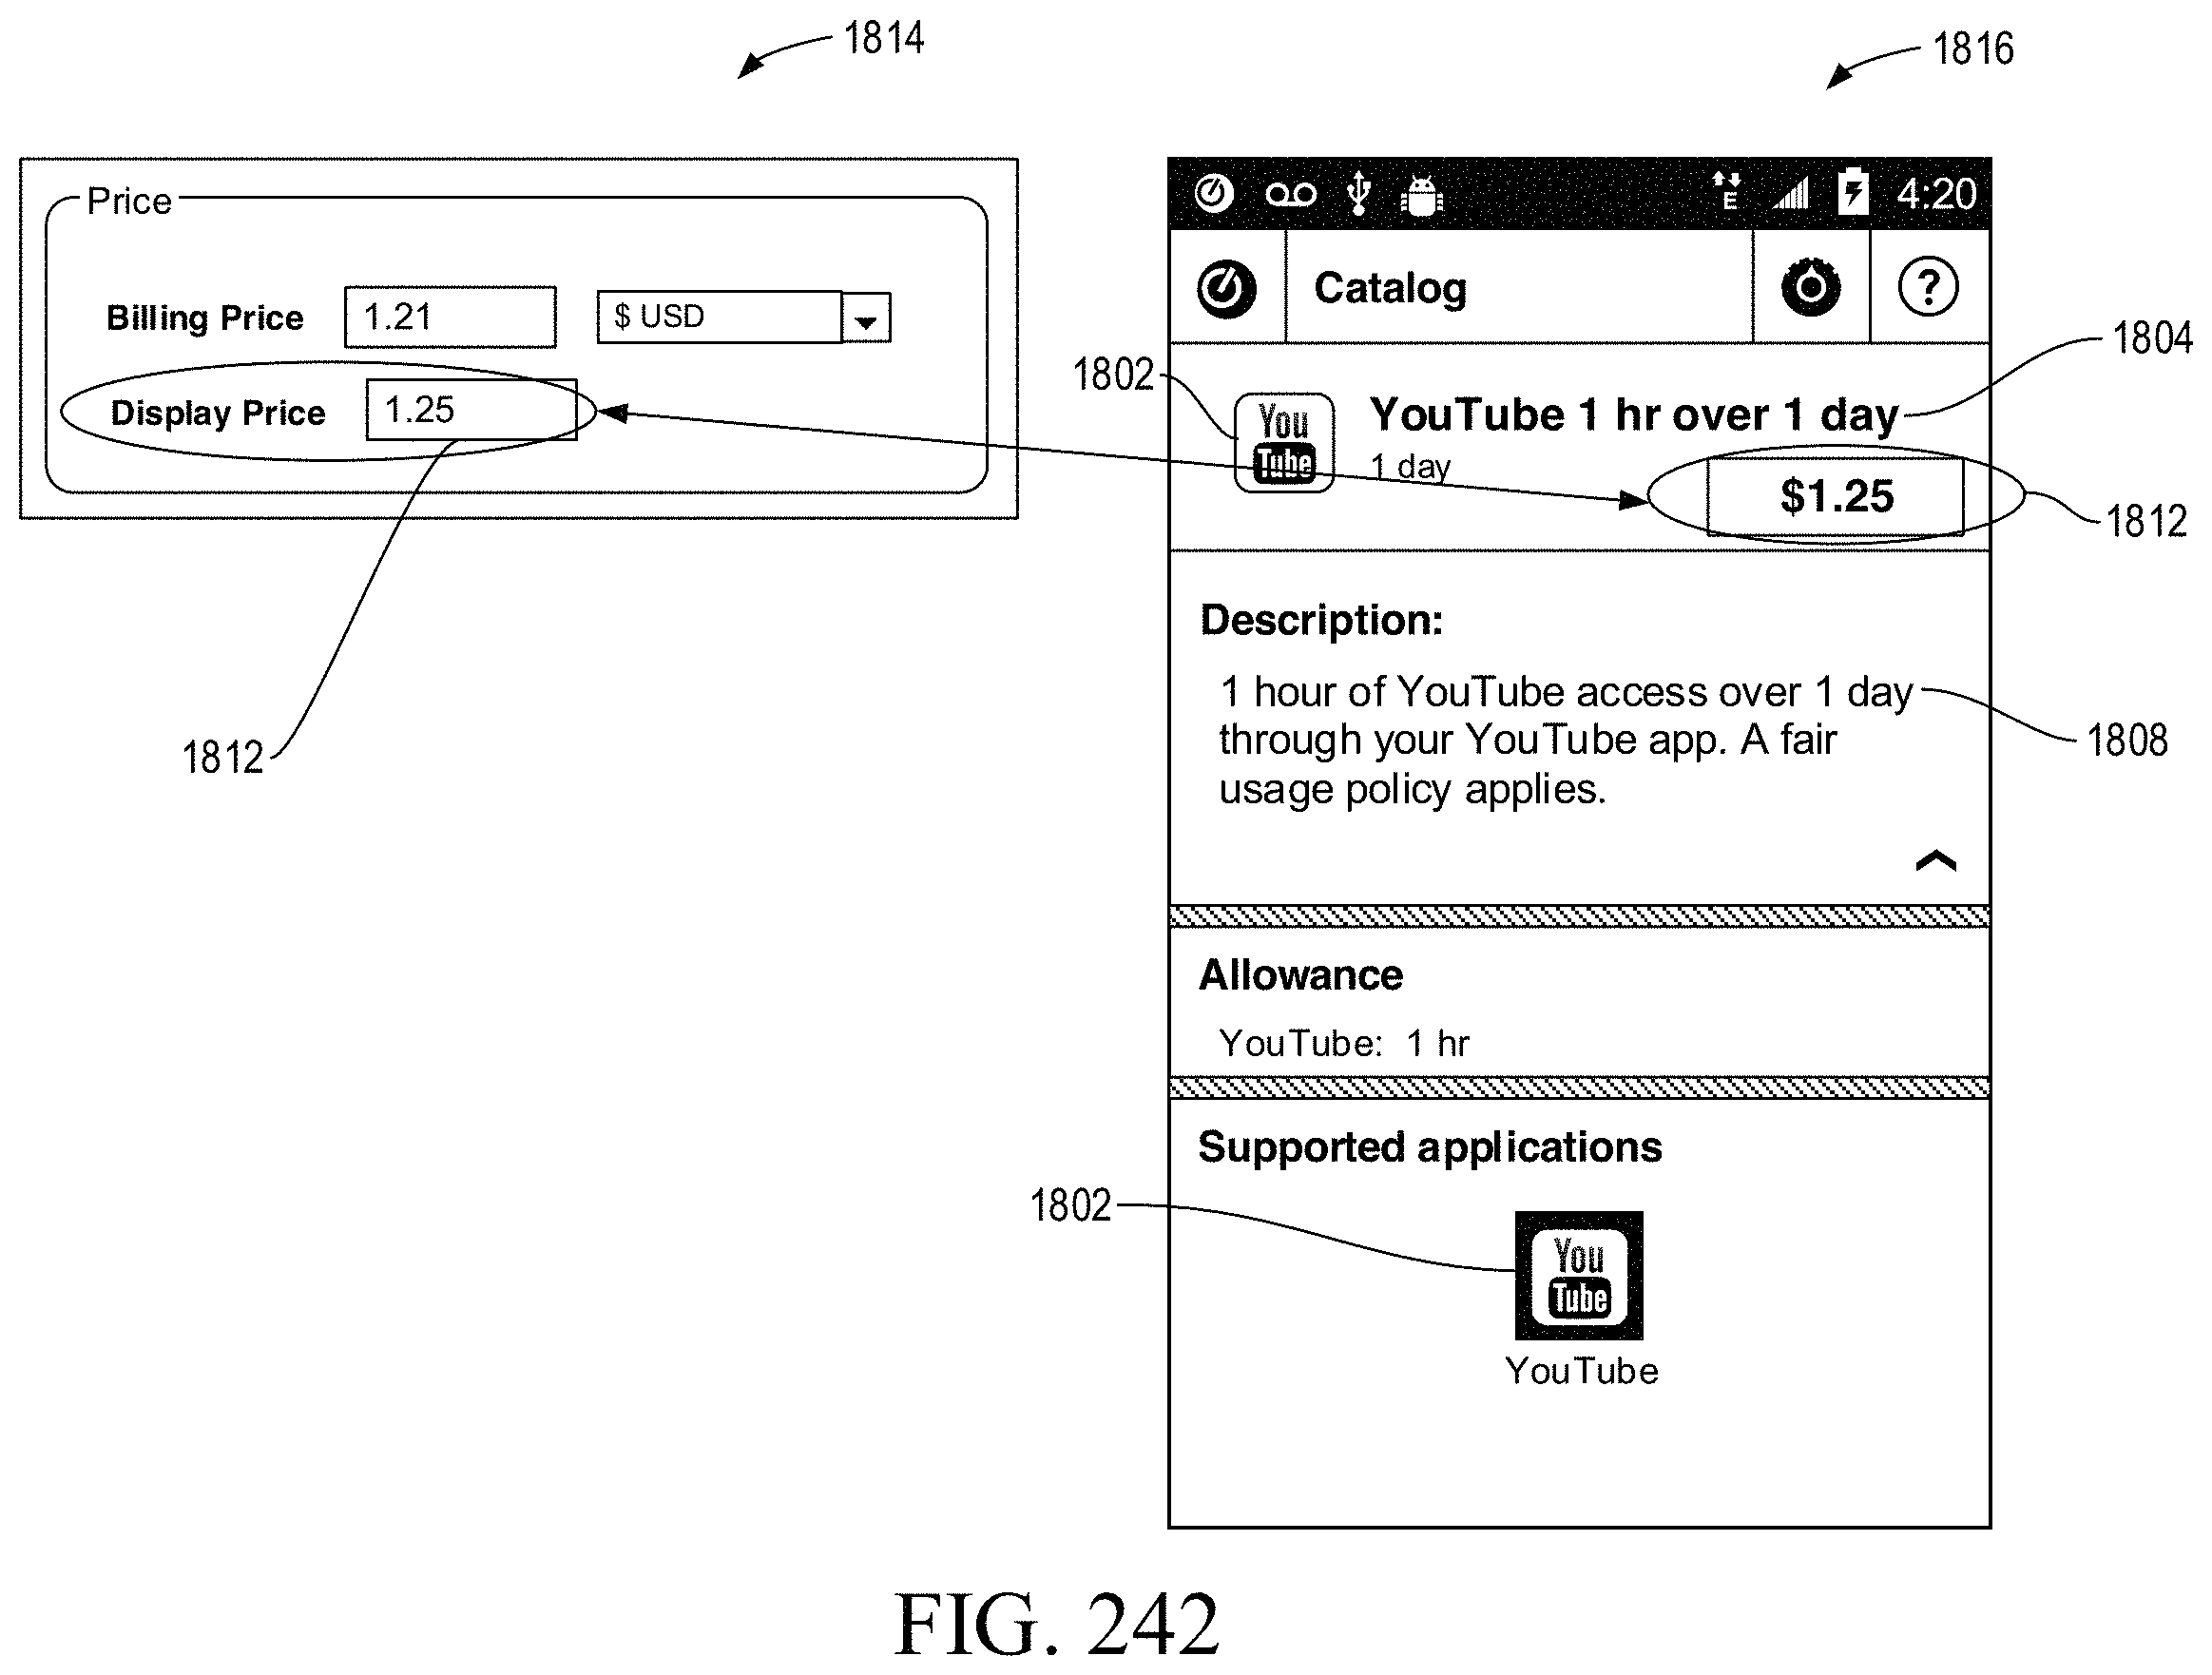 1814
1816
Price
Billing Price 1.21 $ USD
Display Price 1.25
1812
E 4:20
Catalog ?
1804
1802
You
Tube
YouTube 1 hr over 1 day
1 day
$1.25
1812
Description:
1 hour of YouTube access over 1 day
through your YouTube app. A fair
usage policy applies.
1808
Allowance
YouTube: 1 hr
Supported applications
1802
You
Tube
YouTube
FIG. 242